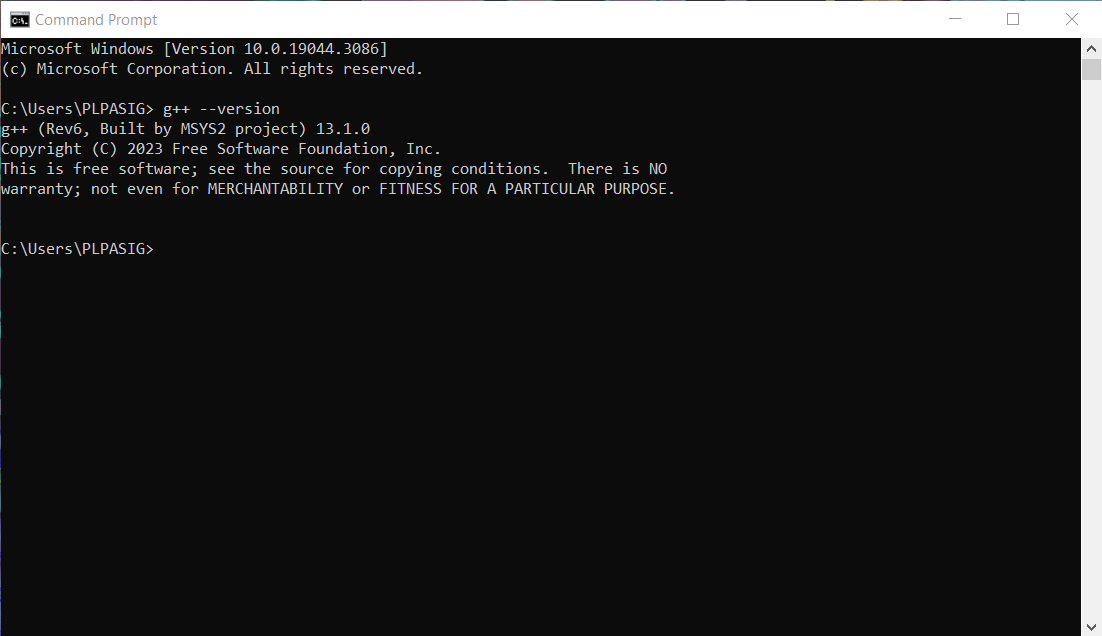 Command Prompt
Microsoft Windows [Version 10.0.19044.3086]
(c) Microsoft Corporation. All rights reserved.
C:\Users\PLPASIG> g++ --version
g++ (Rev6, Built by MSYS2 project) 13.1.0
Copyright (C) 2023 Free Software Foundation, Inc.
This is free software; see the source for copying conditions.  There is NO
warranty; not even for MERCHANTABILITY or FITNESS FOR A PARTICULAR PURPOSE.
C:\Users\PLPASIG>